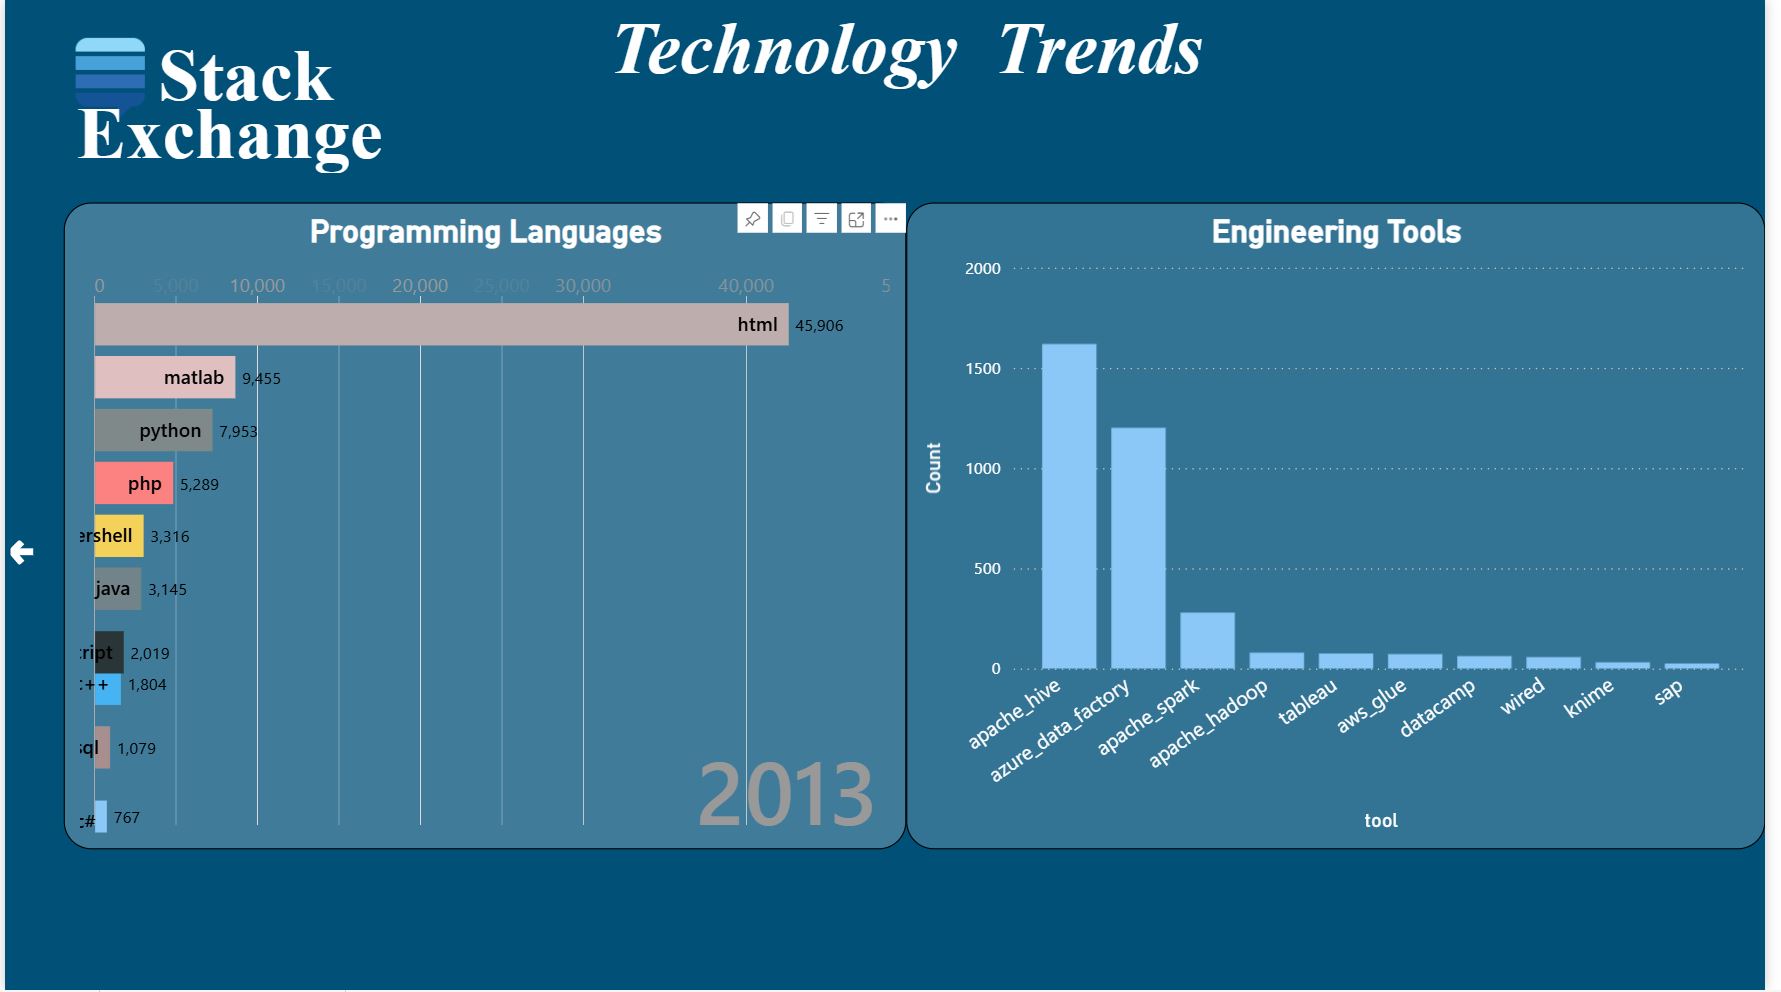 Technology Trends
Stack
Exchange
Programming Languages
0 5,000 10,000 15,000 20,000 25,000 30,000 40,000 5
html 45,906
matlab 9,455
python 7,953
php 5,289
ershell 3,316
java 3,145
ript 2,019
c++ 1,804
sql 1,079
c# 767
2013
Engineering Tools
2000
1500
1000
500
0
Count
apache_hive
azure_data_factory
apache_spark
apache_hadoop
tableau
aws_glue
datacamp
wired
knime
sap
tool